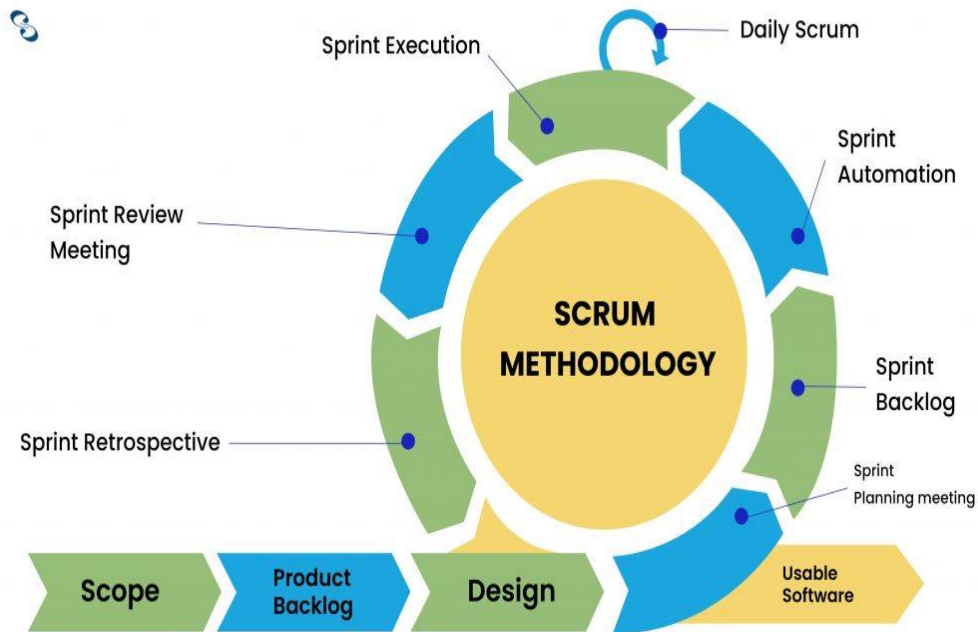 Sprint Execution
Daily Scrum
Sprint
Automation
Sprint Review
Meeting
SCRUM
METHODOLOGY
Sprint
Backlog
Sprint Retrospective
Sprint
Planning meeting
Scope
Product
Backlog
Design
Usable
Software